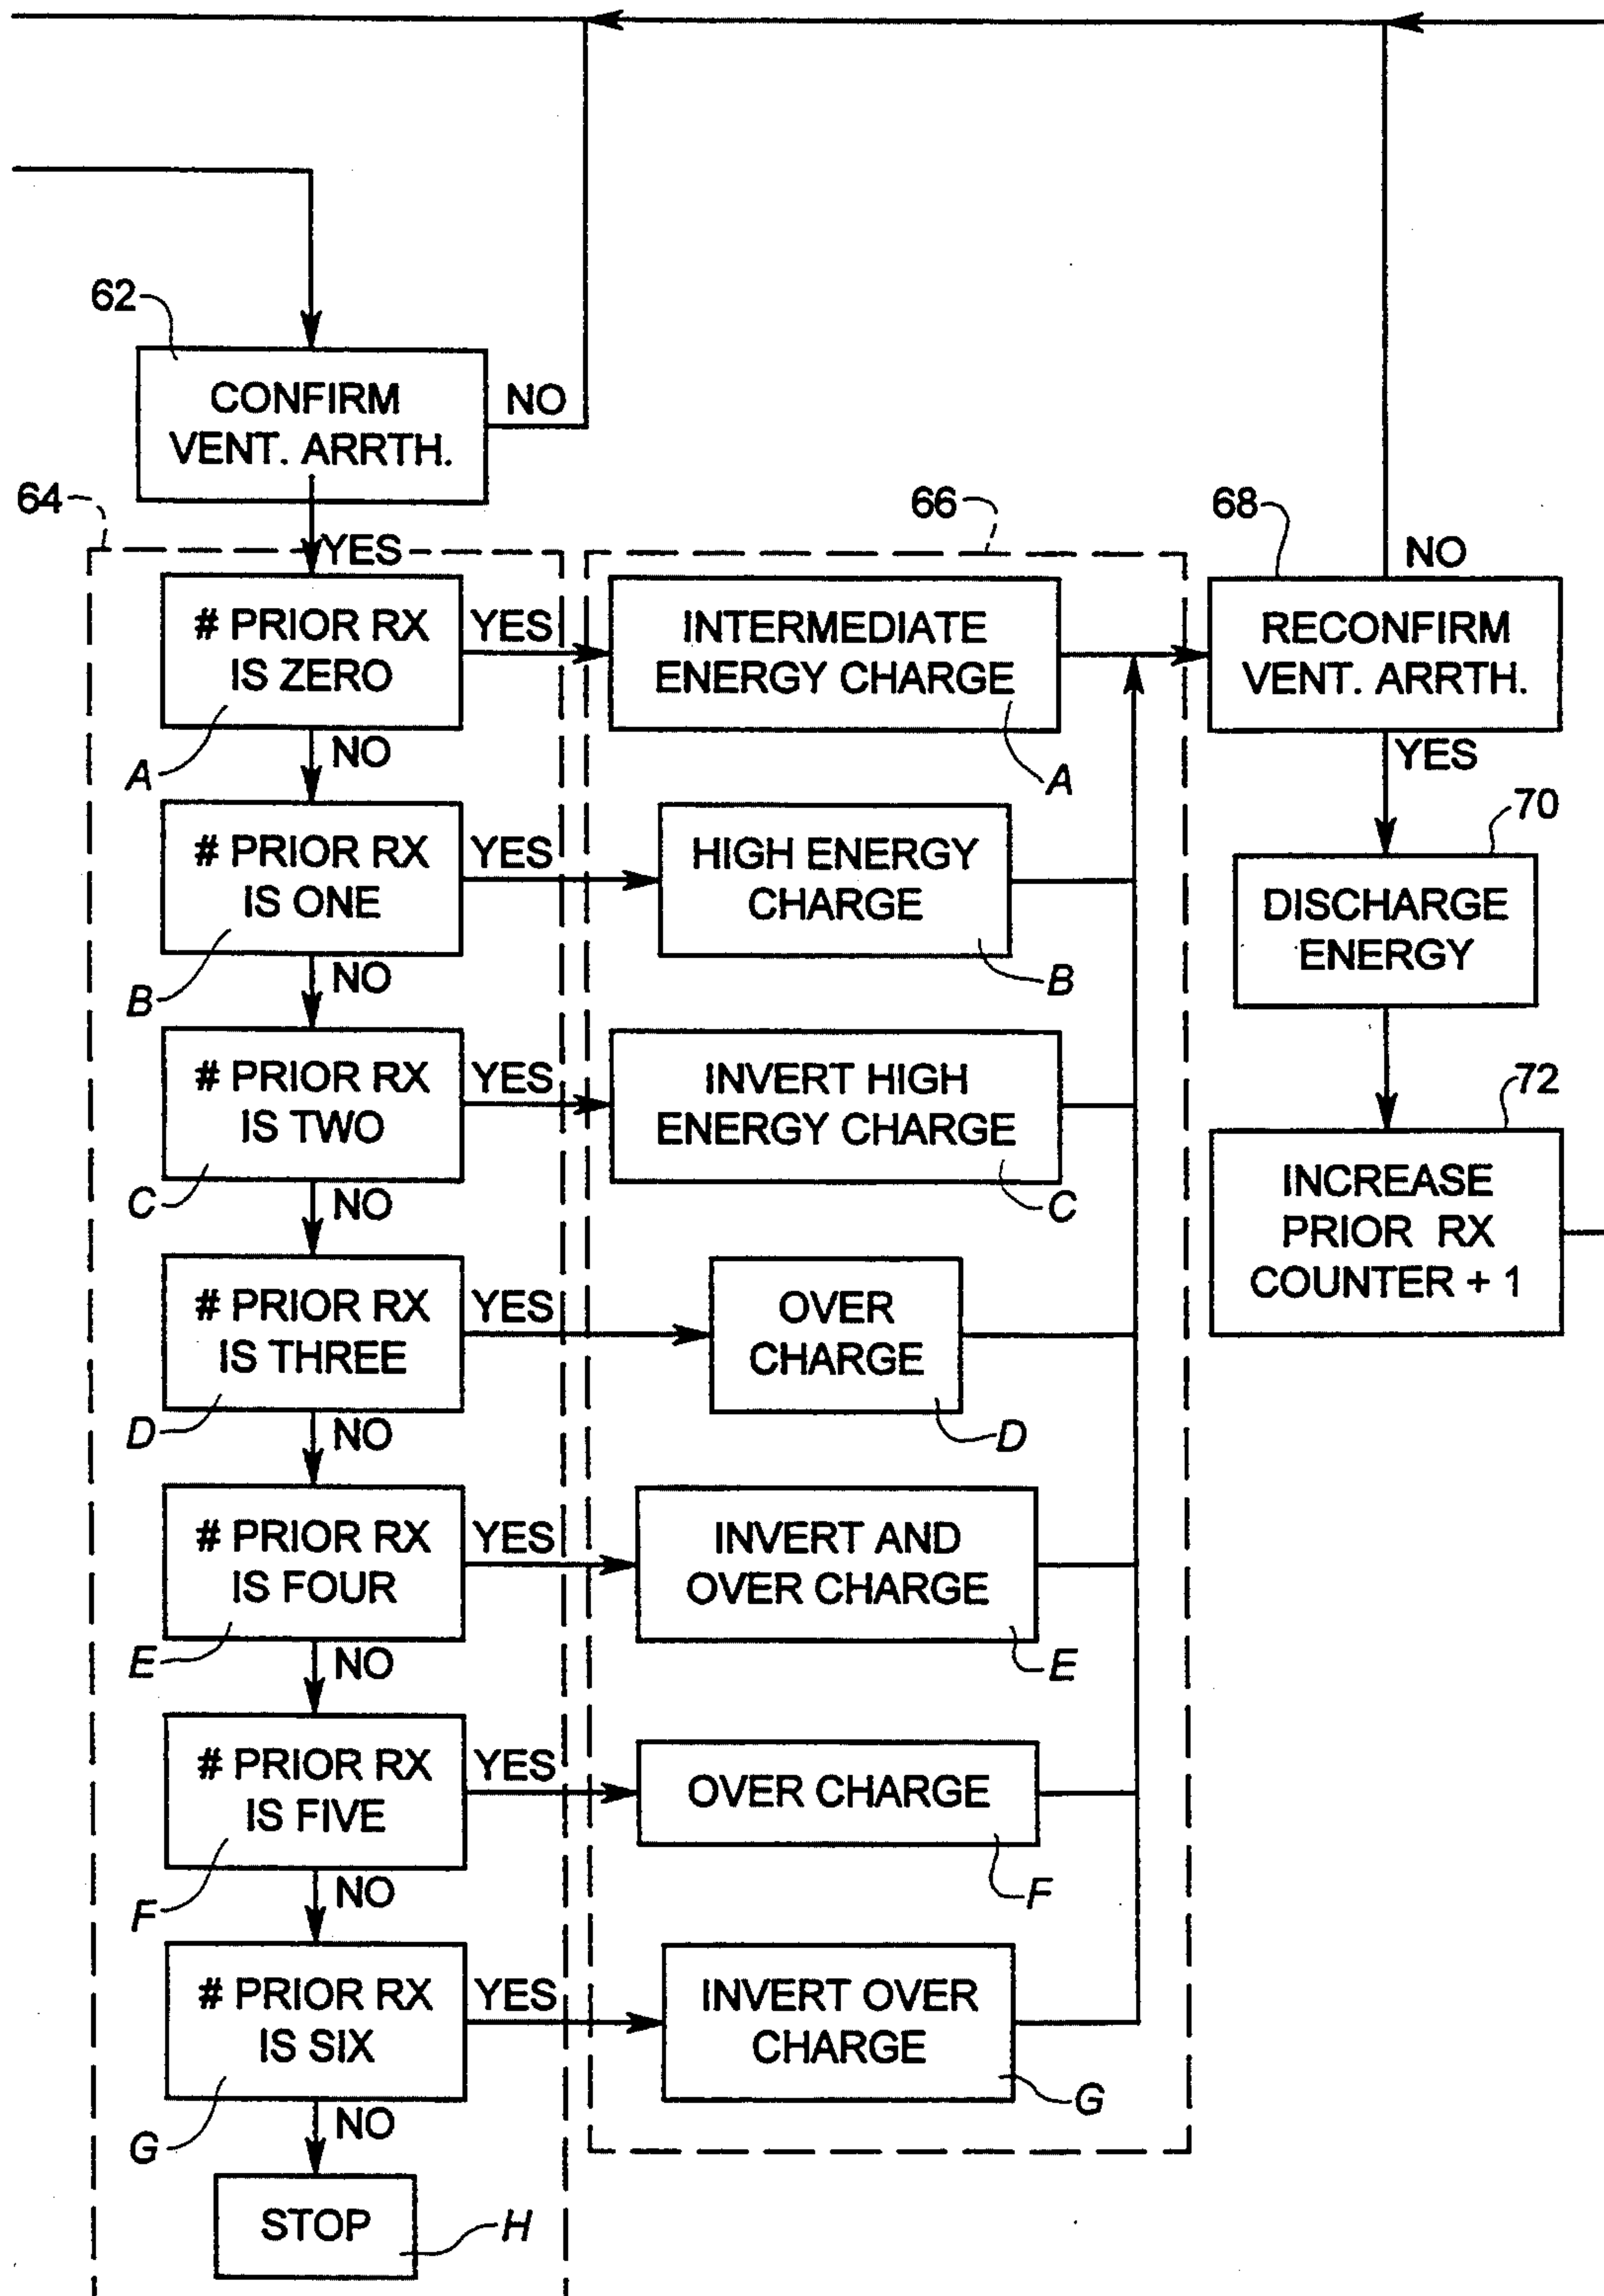 62
CONFIRM
VENT. ARRTH.
NO
64
YES
66
68
NO
# PRIOR RX
IS ZERO
YES
INTERMEDIATE
ENERGY CHARGE
RECONFIRM
VENT. ARRTH.
A
NO
A
YES
70
# PRIOR RX
IS ONE
YES
HIGH ENERGY
CHARGE
DISCHARGE
ENERGY
B
NO
B
# PRIOR RX
IS TWO
YES
INVERT HIGH
ENERGY CHARGE
72
INCREASE
PRIOR RX
COUNTER + 1
C
NO
C
# PRIOR RX
IS THREE
YES
OVER
CHARGE
D
NO
D
# PRIOR RX
IS FOUR
YES
INVERT AND
OVER CHARGE
E
NO
E
# PRIOR RX
IS FIVE
YES
OVER CHARGE
F
NO
F
# PRIOR RX
IS SIX
YES
INVERT OVER
CHARGE
G
NO
G
STOP
H